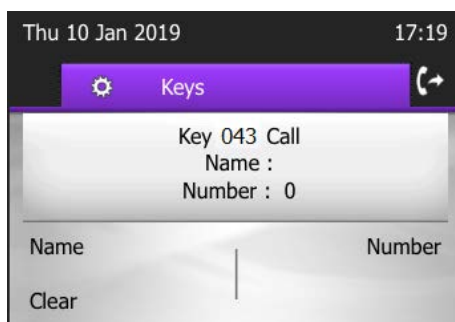 Thu 10 Jan 2019 17:19
Keys
Key 043 Call
Name :
Number : 0
Name Number
Clear